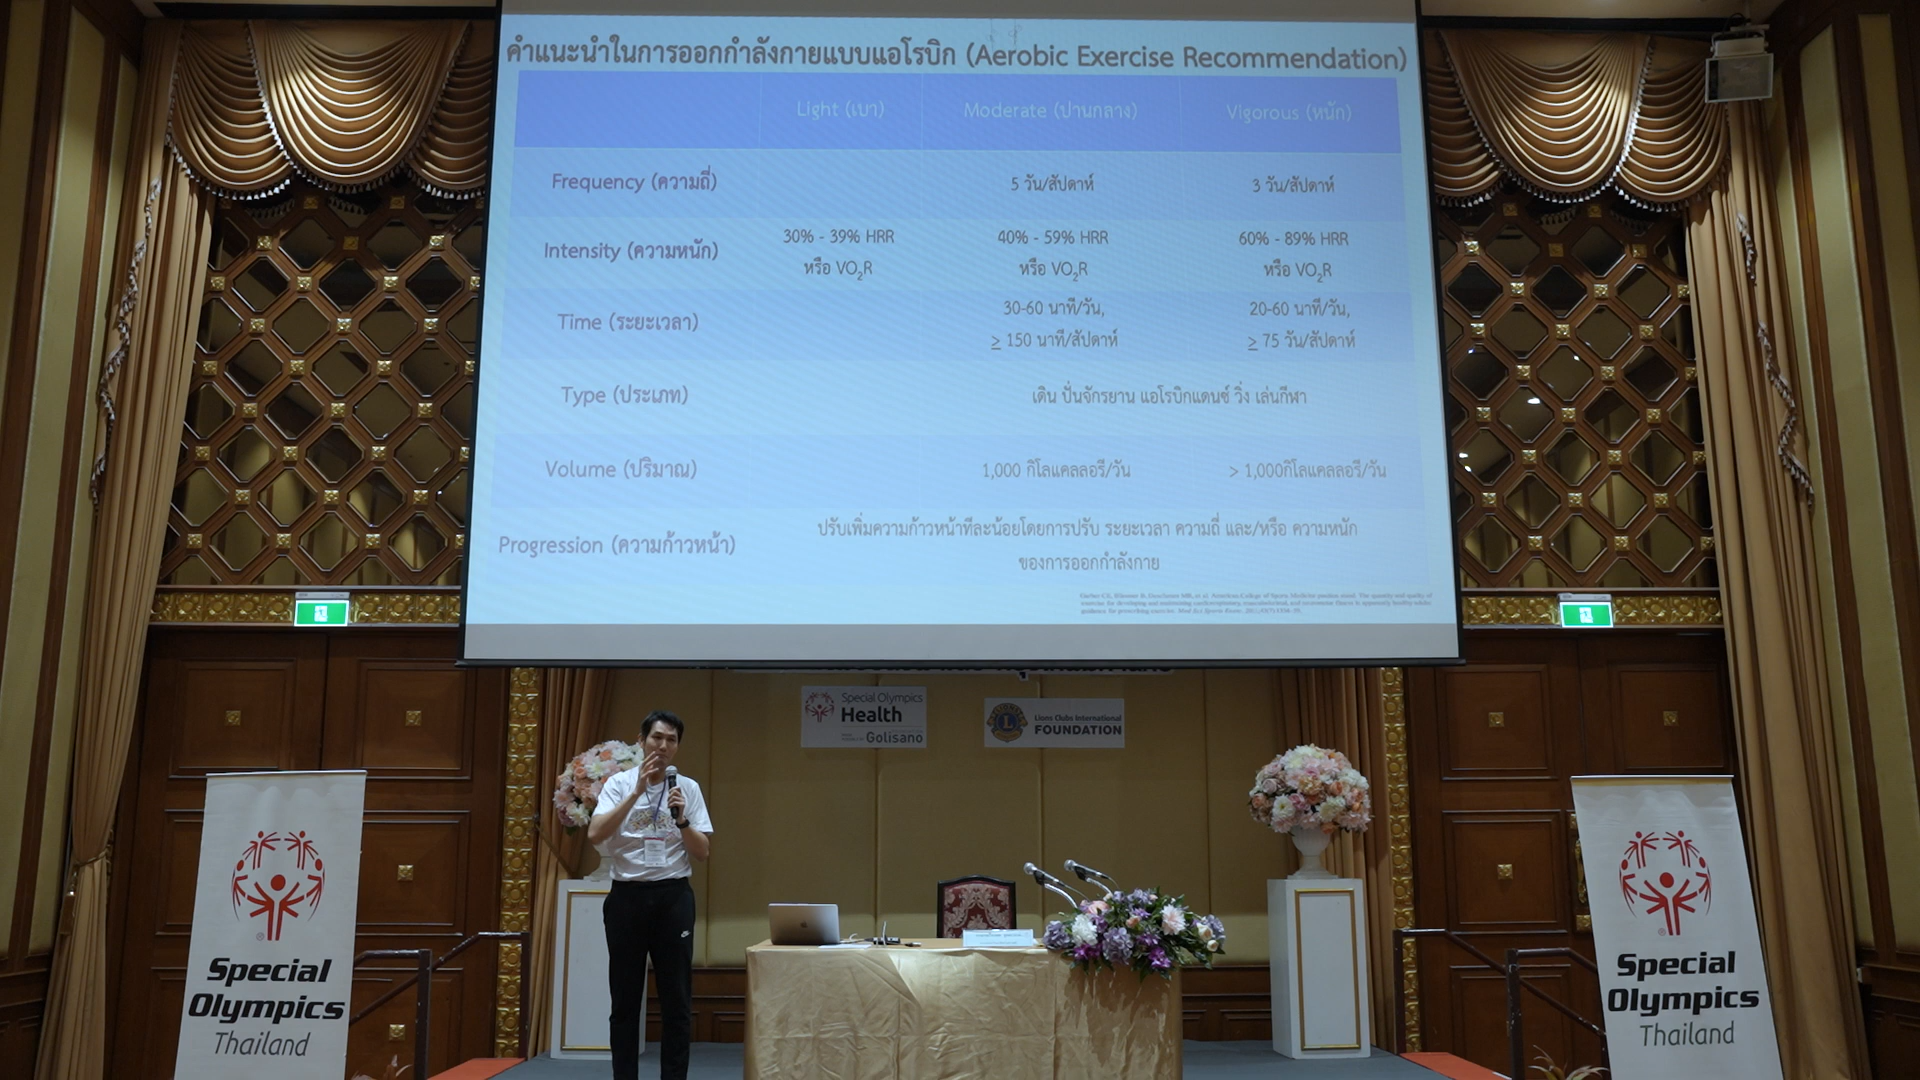 คำแนะนำในการออกกำลังกายแบบแอโรบิก (Aerobic Exercise Recommendation)
Light (เบา) Moderate (ปานกลาง) Vigorous (หนัก)
Frequency (ความถี่) 5 วัน/สัปดาห์ 3 วัน/สัปดาห์
Intensity (ความหนัก) 30% - 39% HRR 40% - 59% HRR 60% - 89% HRR
หรือ VO2R หรือ VO2R หรือ VO2R
Time (ระยะเวลา) 30-60 นาที/วัน, 20-60 นาที/วัน,
≥ 150 นาที/สัปดาห์ ≥ 75 วัน/สัปดาห์
Type (ประเภท) เดิน ปั่นจักรยาน แอโรบิกแดนซ์ วิ่ง เล่นกีฬา
Volume (ปริมาณ) 1,000 กิโลแคลลอรี/วัน > 1,000กิโลแคลลอรี/วัน
Progression (ความก้าวหน้า) ปรับเพิ่มความก้าวหน้าทีละน้อยโดยการปรับ ระยะเวลา ความถี่ และ/หรือ ความหนัก
ของการออกกำลังกาย
Special Olympics
Health
Golisano
Lions Clubs International
FOUNDATION
Special
Olympics
Thailand
Special
Olympics
Thailand